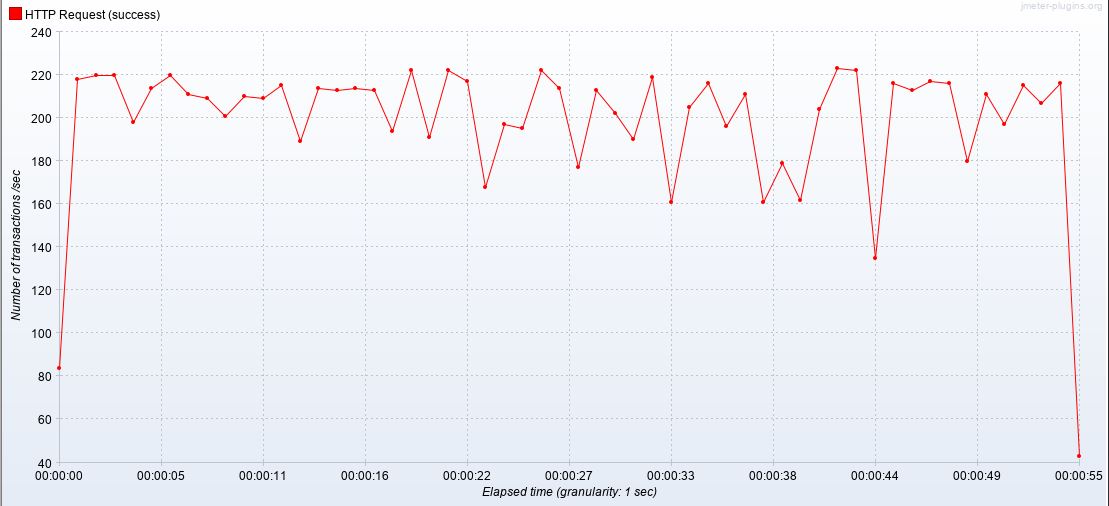 jmeter-plugins.org
HTTP Request (success)
240
220
200
180
160
140
120
100
80
60
40
Number of transactions /sec
00:00:00 00:00:05 00:00:11 00:00:16 00:00:22 00:00:27 00:00:33 00:00:38 00:00:44 00:00:49 00:00:55
Elapsed time (granularity: 1 sec)